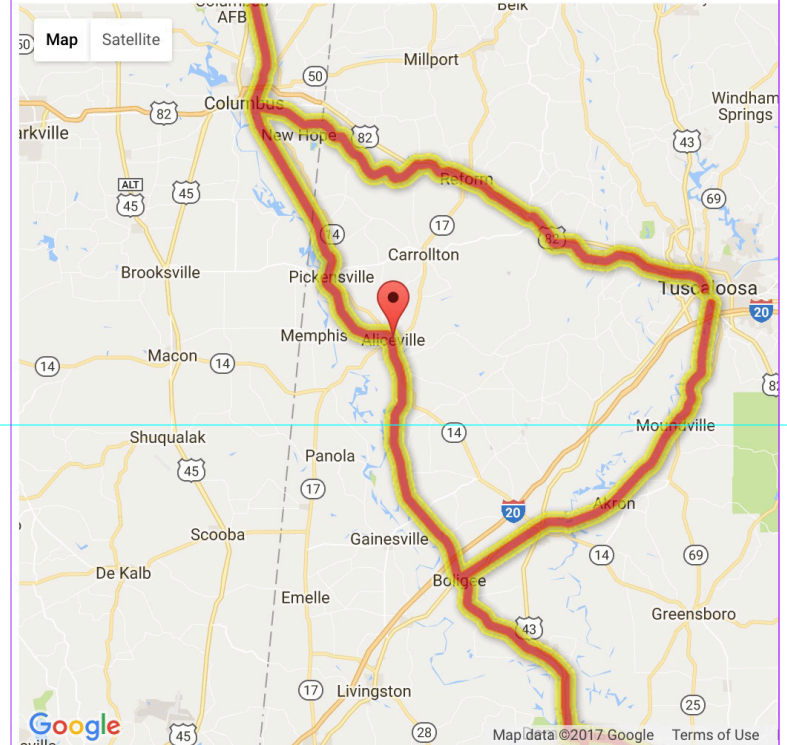 AFB
Belk
50
Map
Satellite
Millport
50
Columbus
Windham
Springs
82
arkville
New Hope
82
43
ALT
45
45
Reform
69
17
14
82
Carrollton
Brooksville
Pickensville
Tuscaloosa
20
Memphis
Aliceville
Macon
14
14
82
Shuqualak
14
Moundville
45
Panola
17
20
Akron
Scooba
Gainesville
14
69
De Kalb
Boligee
Emelle
Greensboro
43
17
Livingston
25
Google
45
28
Map data ©2017 Google
Terms of Use